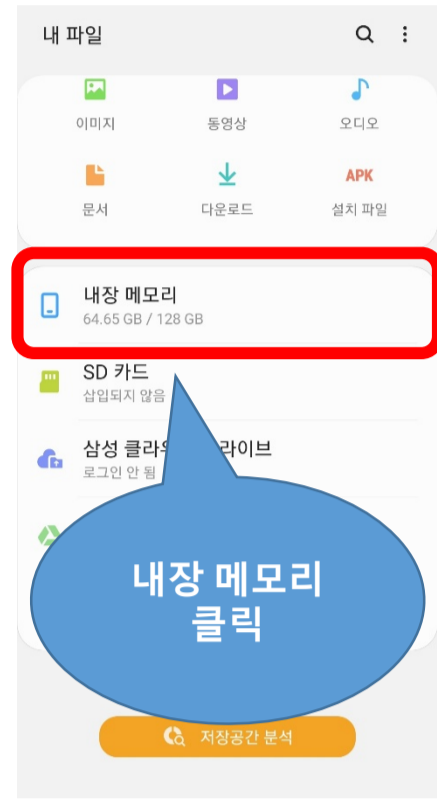 내 파일
이미지 동영상 오디오
APK
문서 다운로드 설치 파일
내장 메모리
64.65 GB / 128 GB
SD 카드
삽입되지 않음
삼성 클라 라이브
로그인 안 됨
내장 메모리
클릭
저장공간 분석